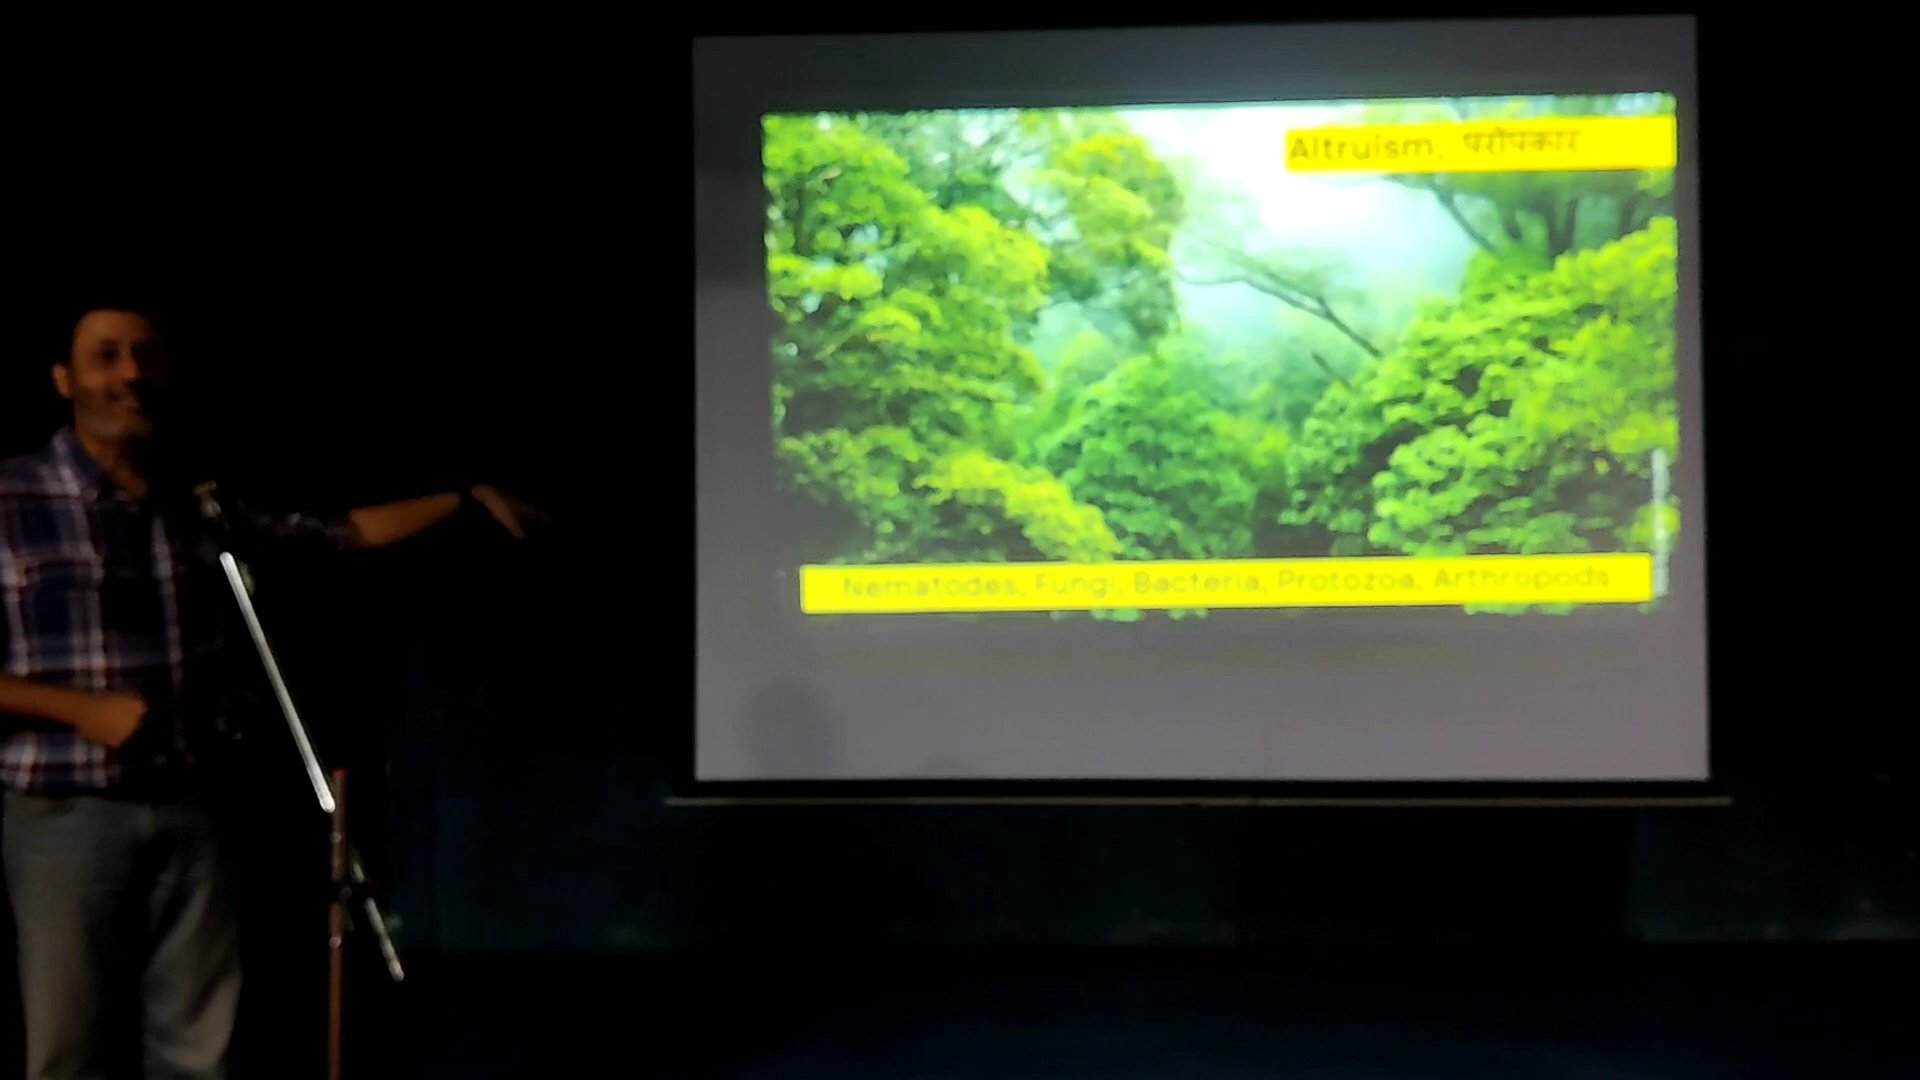 Altruism, परोपकार
Nematodes, Fungi, Bacteria, Protozoa, Arthropods